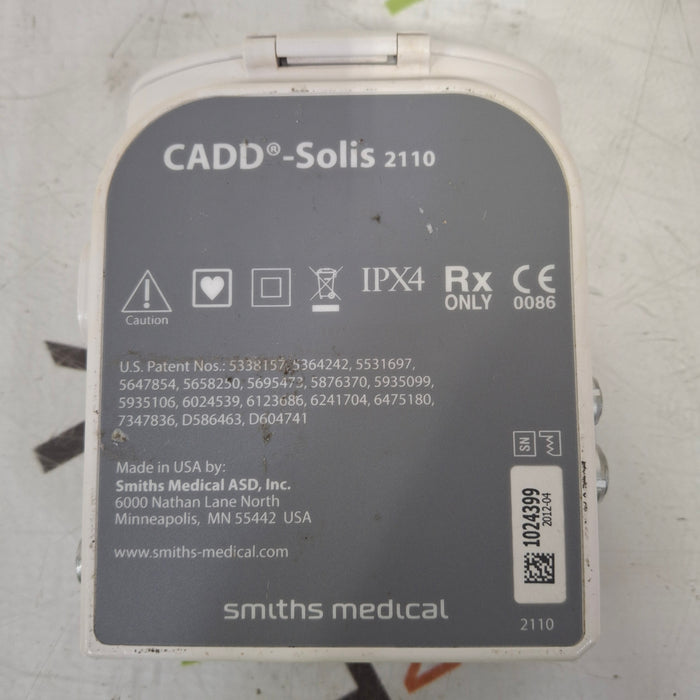 CADD®-Solis 2110
Caution
IPX4
Rx ONLY
CE 0086
U.S. Patent Nos.: 5338157, 5364242, 5531697,
5647854, 5658250, 5695473, 5876370, 5935099,
5935106, 6024539, 6123686, 6241704, 6475180,
7347836, D586463, D604741
SN
Made in USA by:
Smiths Medical ASD, Inc.
6000 Nathan Lane North
Minneapolis, MN 55442 USA
www.smiths-medical.com
1024399
2012-04
smiths medical
2110